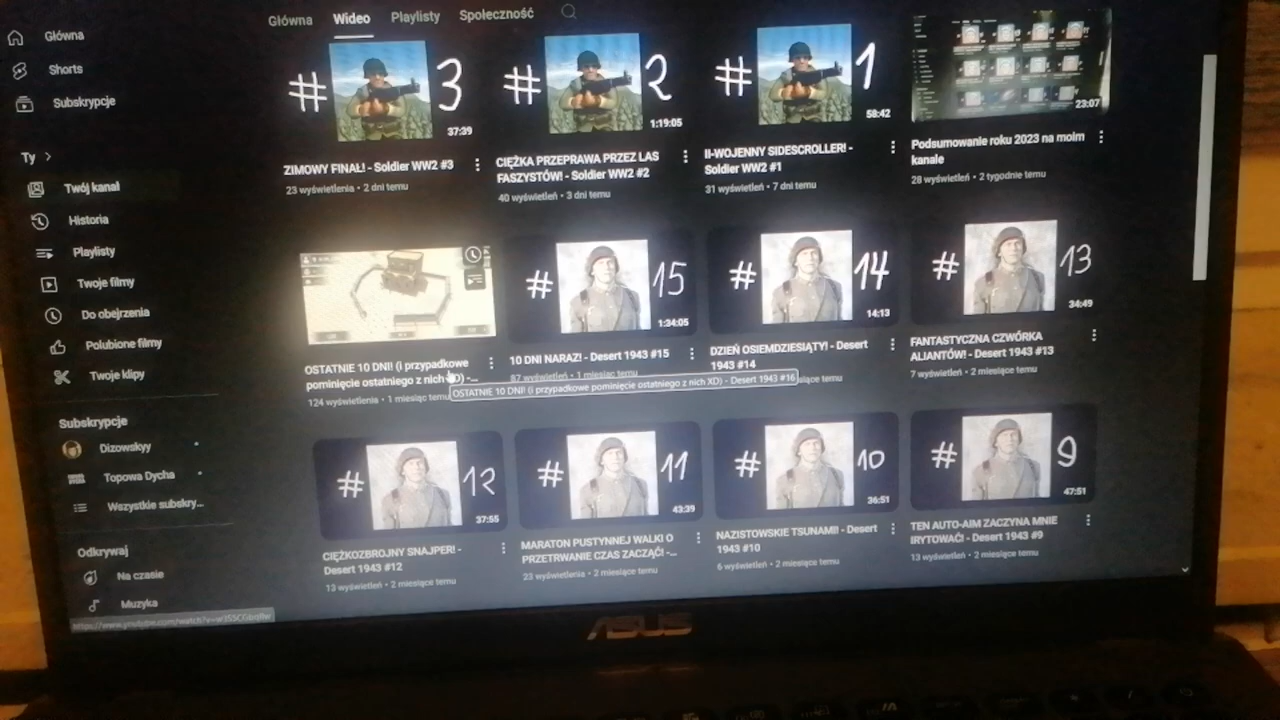 Główna
Shorts
Subskrypcje
Ty
Twój kanał
Historia
Playlisty
Twoje filmy
Do obejrzenia
Polubione filmy
Twoje klipy
Subskrypcje
Dizowskyy
Topowa Dycha
Wszystkie subskry...
Odkrywaj
Na czasie
Muzyka
Główna Wideo Playlisty Społeczność
#3
37:39
ZIMOWY FINAŁ! - Soldier WW2 #3
23 wyświetlenia • 2 dni temu
#2
1:19:05
CIĘŻKA PRZEPRAWA PRZEZ LAS
FASZYSTÓW! - Soldier WW2 #2
40 wyświetleń • 3 dni temu
#1
58:42
II-WOJENNY SIDESCROLLER! -
Soldier WW2 #1
31 wyświetleń • 7 dni temu
23:07
Podsumowanie roku 2023 na moim
kanale
28 wyświetleń • 2 tygodnie temu
OSTATNIE 10 DNI! (i przypadkowe
pominięcie ostatniego z nich XD) -...
124 wyświetlenia • 1 miesiąc temu
OSTATNIE 10 DNI! (i przypadkowe pominięcie ostatniego z nich XD) - Desert 1943 #16
#15
1:34:05
10 DNI NARAZ! - Desert 1943 #15
87 wyświetleń • 1 miesiąc temu
#14
14:13
DZIEŃ OSIEMDZIESIĄTY! - Desert
1943 #14
temu
#13
34:49
FANTASTYCZNA CZWÓRKA
ALIANTÓW! - Desert 1943 #13
7 wyświetleń • 2 miesiące temu
#12
37:55
CIĘŻKOZBROJNY SNAJPER! -
Desert 1943 #12
13 wyświetleń • 2 miesiące temu
#11
43:39
MARATON PUSTYNNEJ WALKI O
PRZETRWANIE CZAS ZACZĄĆ! -...
23 wyświetlenia • 2 miesiące temu
#10
36:51
NAZISTOWSKIE TSUNAMI! - Desert
1943 #10
6 wyświetleń • 2 miesiące temu
#9
47:51
TEN AUTO-AIM ZACZYNA MNIE
IRYTOWAĆ! - Desert 1943 #9
13 wyświetleń • 2 miesiące temu
ASUS